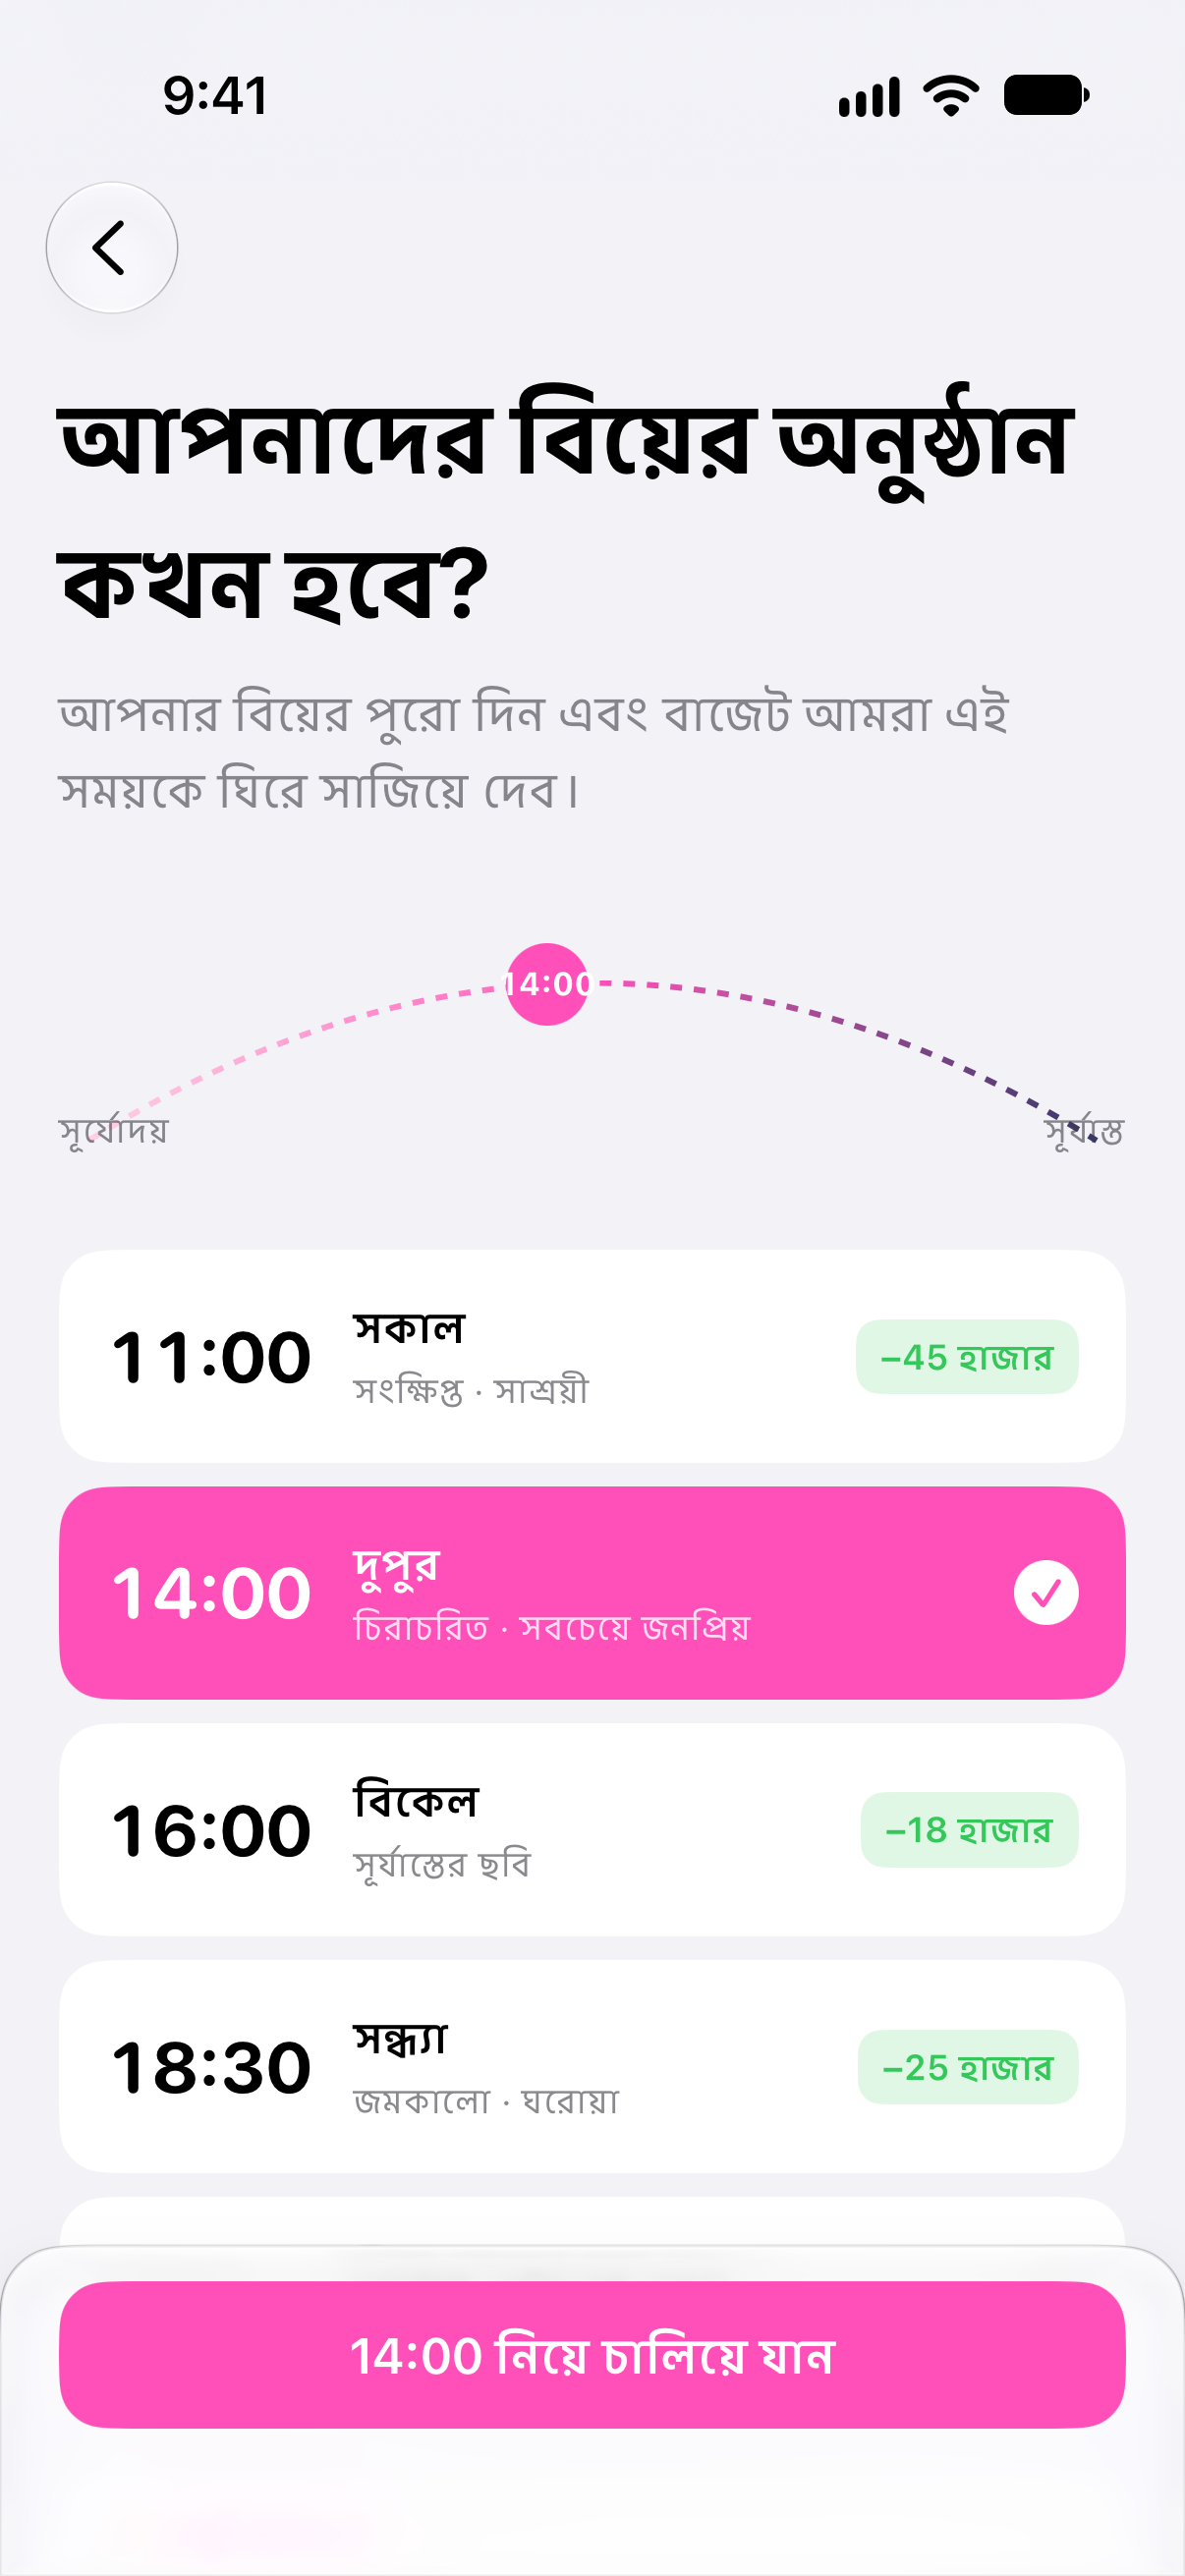 9:41
আপনাদের বিয়ের অনুষ্ঠান
কখন হবে?
আপনার বিয়ের পুরো দিন এবং বাজেট আমরা এই
সময়কে ঘিরে সাজিয়ে দেব।
14:00
সূর্যোদয়
সূর্যাস্ত
11:00
সকাল
সংক্ষিপ্ত · সাশ্রয়ী
–45 হাজার
14:00
দুপুর
চিরাচরিত · সবচেয়ে জনপ্রিয়
16:00
বিকেল
সূর্যাস্তের ছবি
–18 হাজার
18:30
সন্ধ্যা
জমকালো · ঘরোয়া
–25 হাজার
14:00 নিয়ে চালিয়ে যান